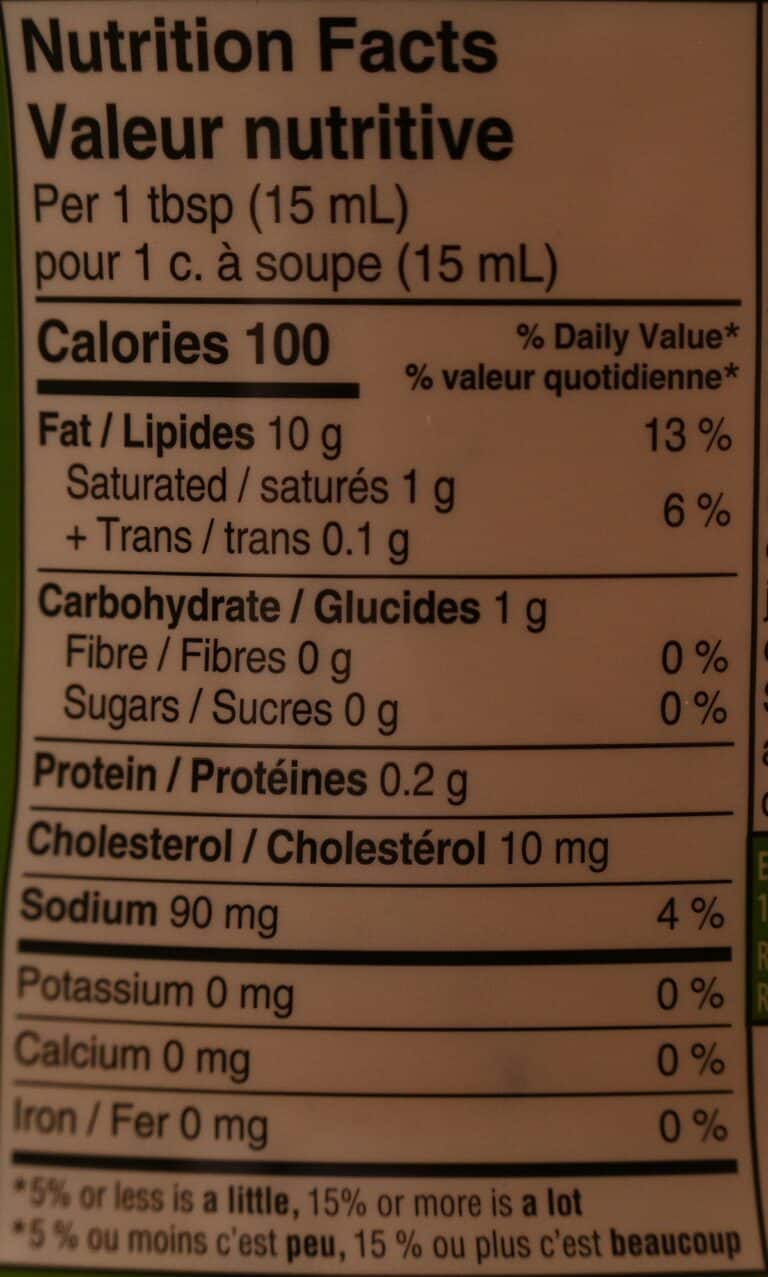 Nutrition Facts
Valeur nutritive
Per 1 tbsp (15 mL)
pour 1 c. à soupe (15 mL)
Calories 100
% Daily Value*
% valeur quotidienne*
Fat / Lipides 10 g 13 %
Saturated / saturés 1 g
+ Trans / trans 0.1 g
6 %
Carbohydrate / Glucides 1 g
Fibre / Fibres 0 g 0 %
Sugars / Sucres 0 g 0 %
Protein / Protéines 0.2 g
Cholesterol / Cholestérol 10 mg
Sodium 90 mg 4 %
Potassium 0 mg 0 %
Calcium 0 mg 0 %
Iron / Fer 0 mg 0 %
*5% or less is a little, 15% or more is a lot
*5 % ou moins c'est peu, 15 % ou plus c'est beaucoup